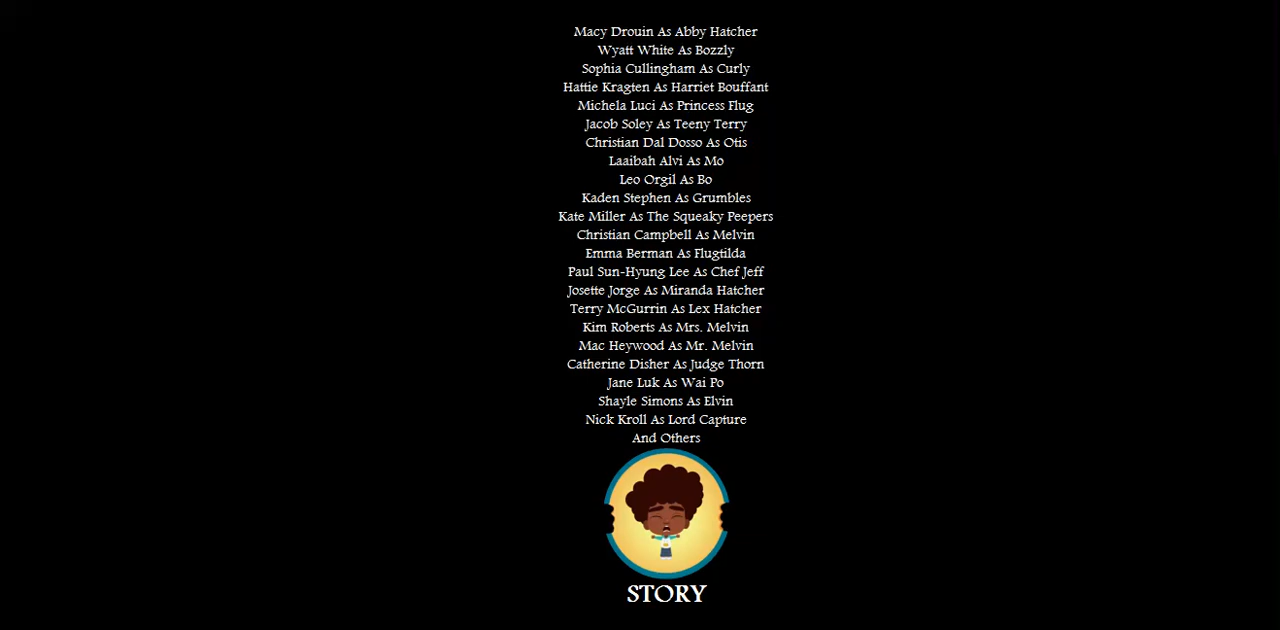 Macy Drouin As Abby Hatcher
Wyatt White As Bozzly
Sophia Cullingham As Curly
Hattie Kragten As Harriet Bouffant
Michela Luci As Princess Flug
Jacob Soley As Teeny Terry
Christian Dal Dosso As Otis
Laaibah Alvi As Mo
Leo Orgil As Bo
Kaden Stephen As Grumbles
Kate Miller As The Squeaky Peepers
Christian Campbell As Melvin
Emma Berman As Flugtilda
Paul Sun-Hyung Lee As Chef Jeff
Josette Jorge As Miranda Hatcher
Terry McGurrin As Lex Hatcher
Kim Roberts As Mrs. Melvin
Mac Heywood As Mr. Melvin
Catherine Disher As Judge Thorn
Jane Luk As Wai Po
Shayle Simons As Elvin
Nick Kroll As Lord Capture
And Others
STORY